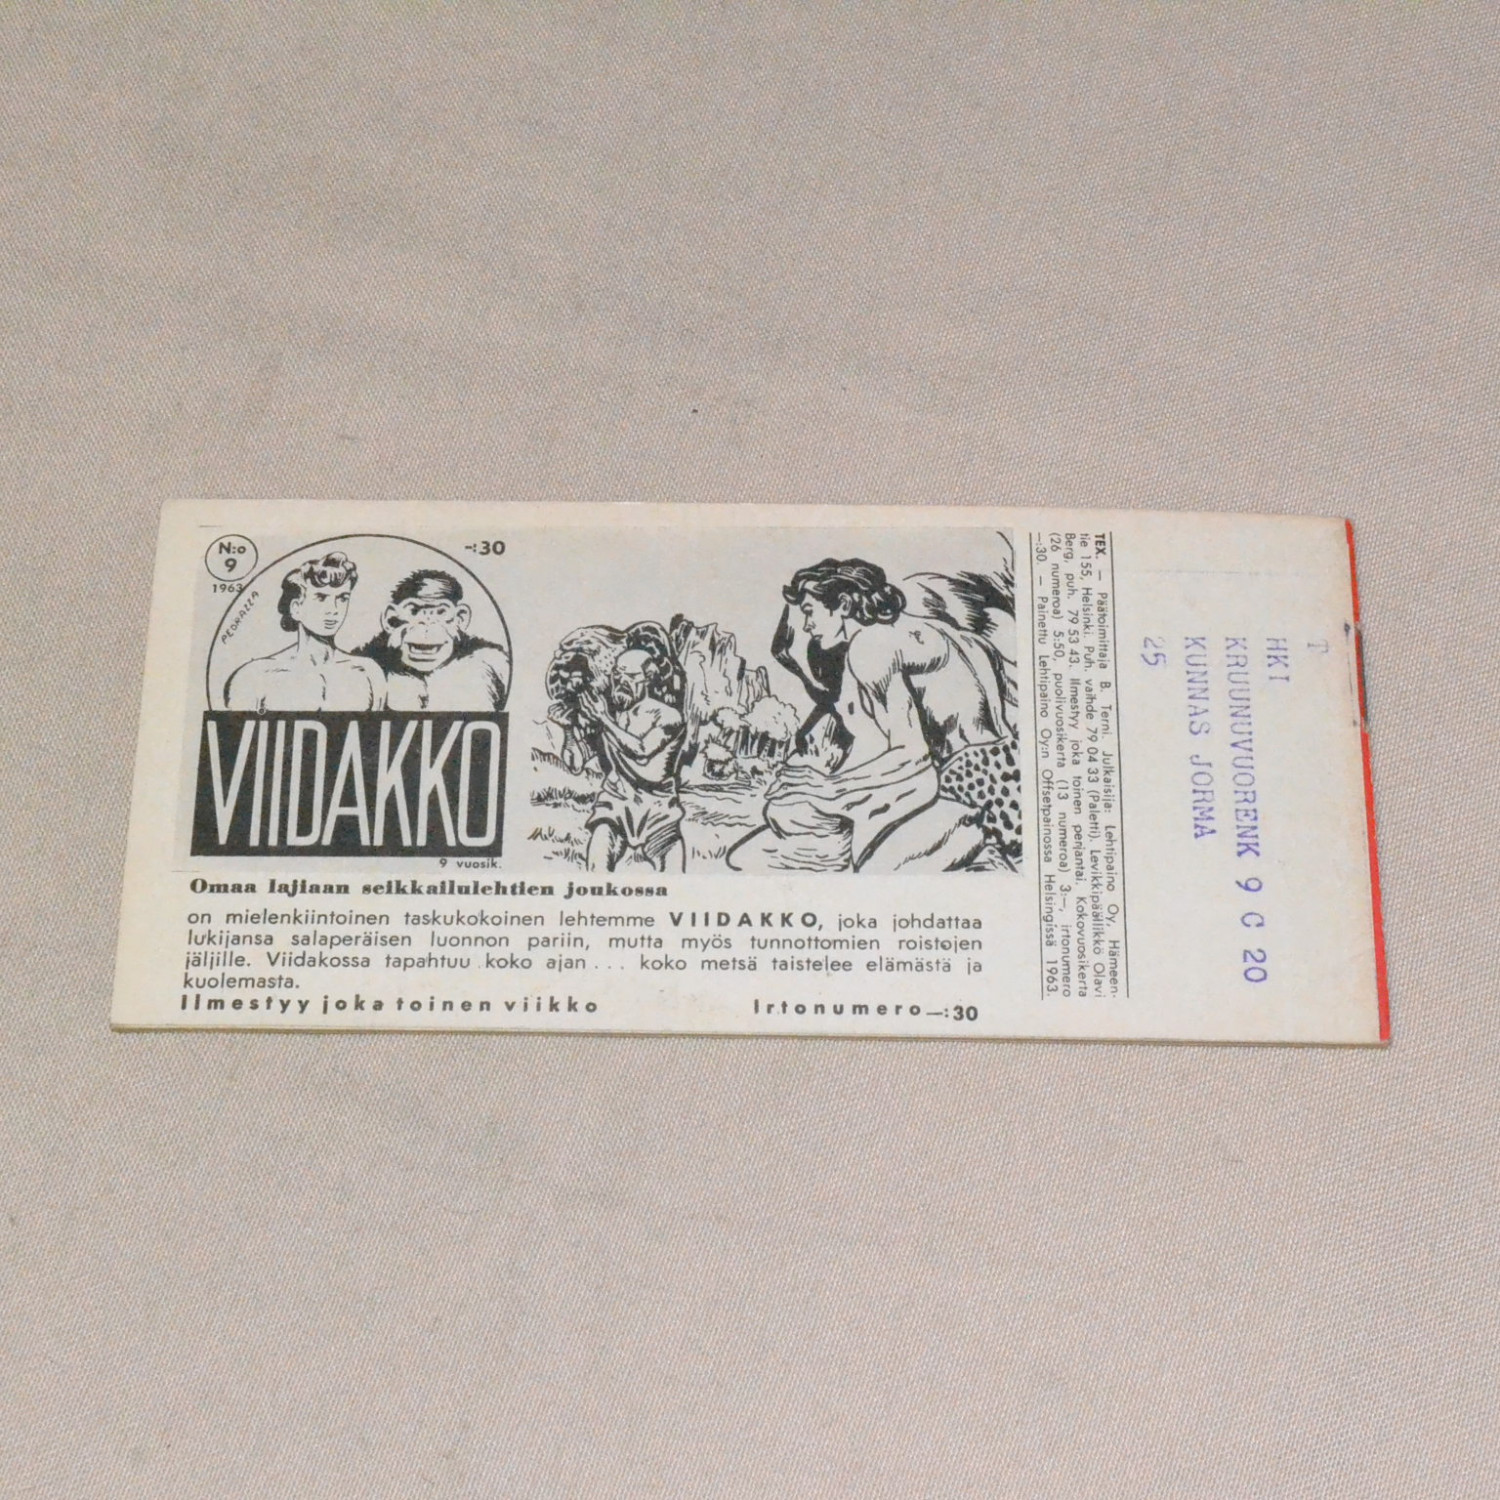 N:o
9
1963
-:30
PEDRAZZA
VIIDAKKO
9 vuosik.
Omaa lajiaan seikkailulehtien joukossa
on mielenkiintoinen taskukokoinen lehtemme VIIDAKKO, joka johdattaa
lukijansa salaperäisen luonnon pariin, mutta myös tunnottomien roistojen
jäljille. Viidakossa tapahtuu koko ajan... koko metsä taistelee elämästä ja
kuolemasta.
Ilmestyy joka toinen viikko
Irtonumero —:30
TEX. — Päätoimittaja B. Terni. Julkaisija: Lehtipaino Oy, Hämeen-
tie 155, Helsinki. Puh. vaihde 79 04 33 (Paletti). Levikkipäällikkö Olavi
Berg, puh. 79 53 43. Ilmestyy joka toinen perjantai. Kokovuosikerta
(26 numeroa) 5:50, puolivuosikerta (13 numeroa) 3:—, irtonumero
—:30. — Painettu Lehtipaino Oy:n Offsetpainossa Helsingissä 1963.
T
HKI
KRUUNUVUORENK 9 C 20
KUNNAS JORMA
25